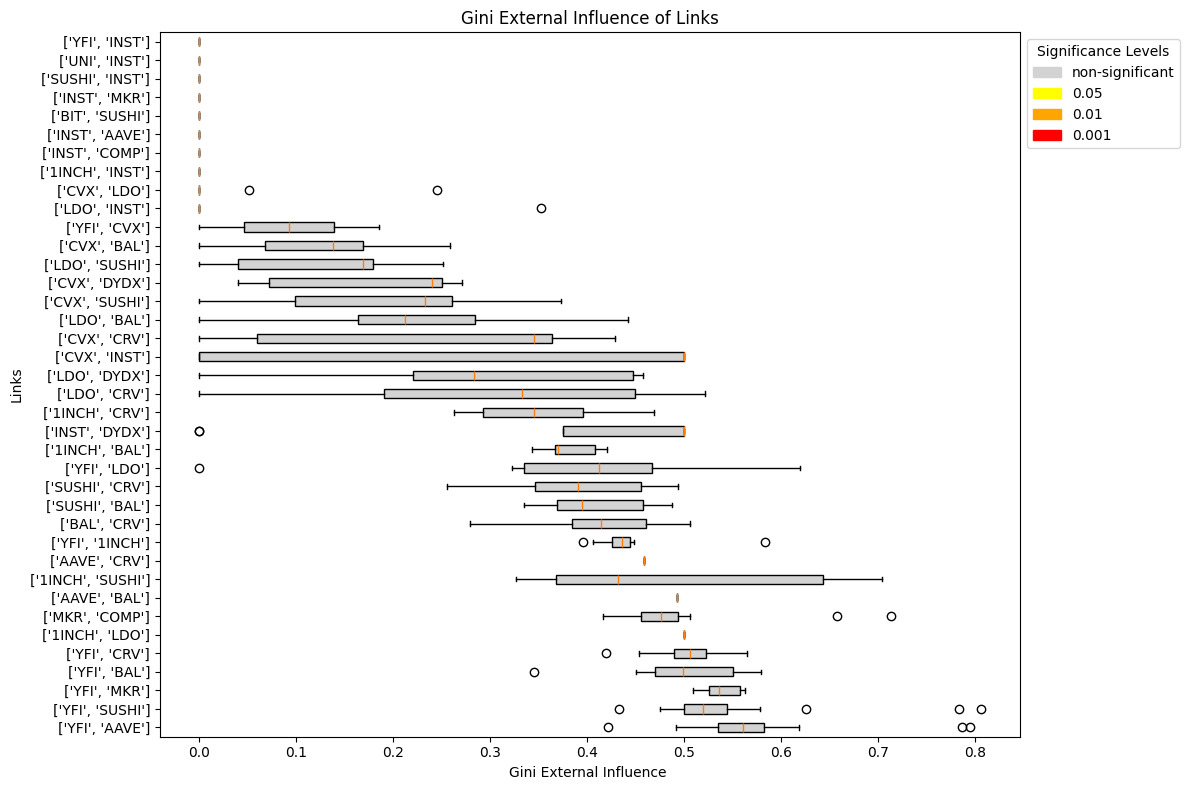 Gini External Influence of Links
['YFI', 'INST']
['UNI', 'INST']
['SUSHI', 'INST']
['INST', 'MKR']
['BIT', 'SUSHI']
['INST', 'AAVE']
['INST', 'COMP']
['1INCH', 'INST']
['CVX', 'LDO']
['LDO', 'INST']
['YFI', 'CVX']
['CVX', 'BAL']
['LDO', 'SUSHI']
['CVX', 'DYDX']
['CVX', 'SUSHI']
['LDO', 'BAL']
['CVX', 'CRV']
['CVX', 'INST']
['LDO', 'DYDX']
['LDO', 'CRV']
['1INCH', 'CRV']
['INST', 'DYDX']
['1INCH', 'BAL']
['YFI', 'LDO']
['SUSHI', 'CRV']
['SUSHI', 'BAL']
['BAL', 'CRV']
['YFI', '1INCH']
['AAVE', 'CRV']
['1INCH', 'SUSHI']
['AAVE', 'BAL']
['MKR', 'COMP']
['1INCH', 'LDO']
['YFI', 'CRV']
['YFI', 'BAL']
['YFI', 'MKR']
['YFI', 'SUSHI']
['YFI', 'AAVE']
Links
0.0 0.1 0.2 0.3 0.4 0.5 0.6 0.7 0.8
Gini External Influence
Significance Levels
non-significant
0.05
0.01
0.001